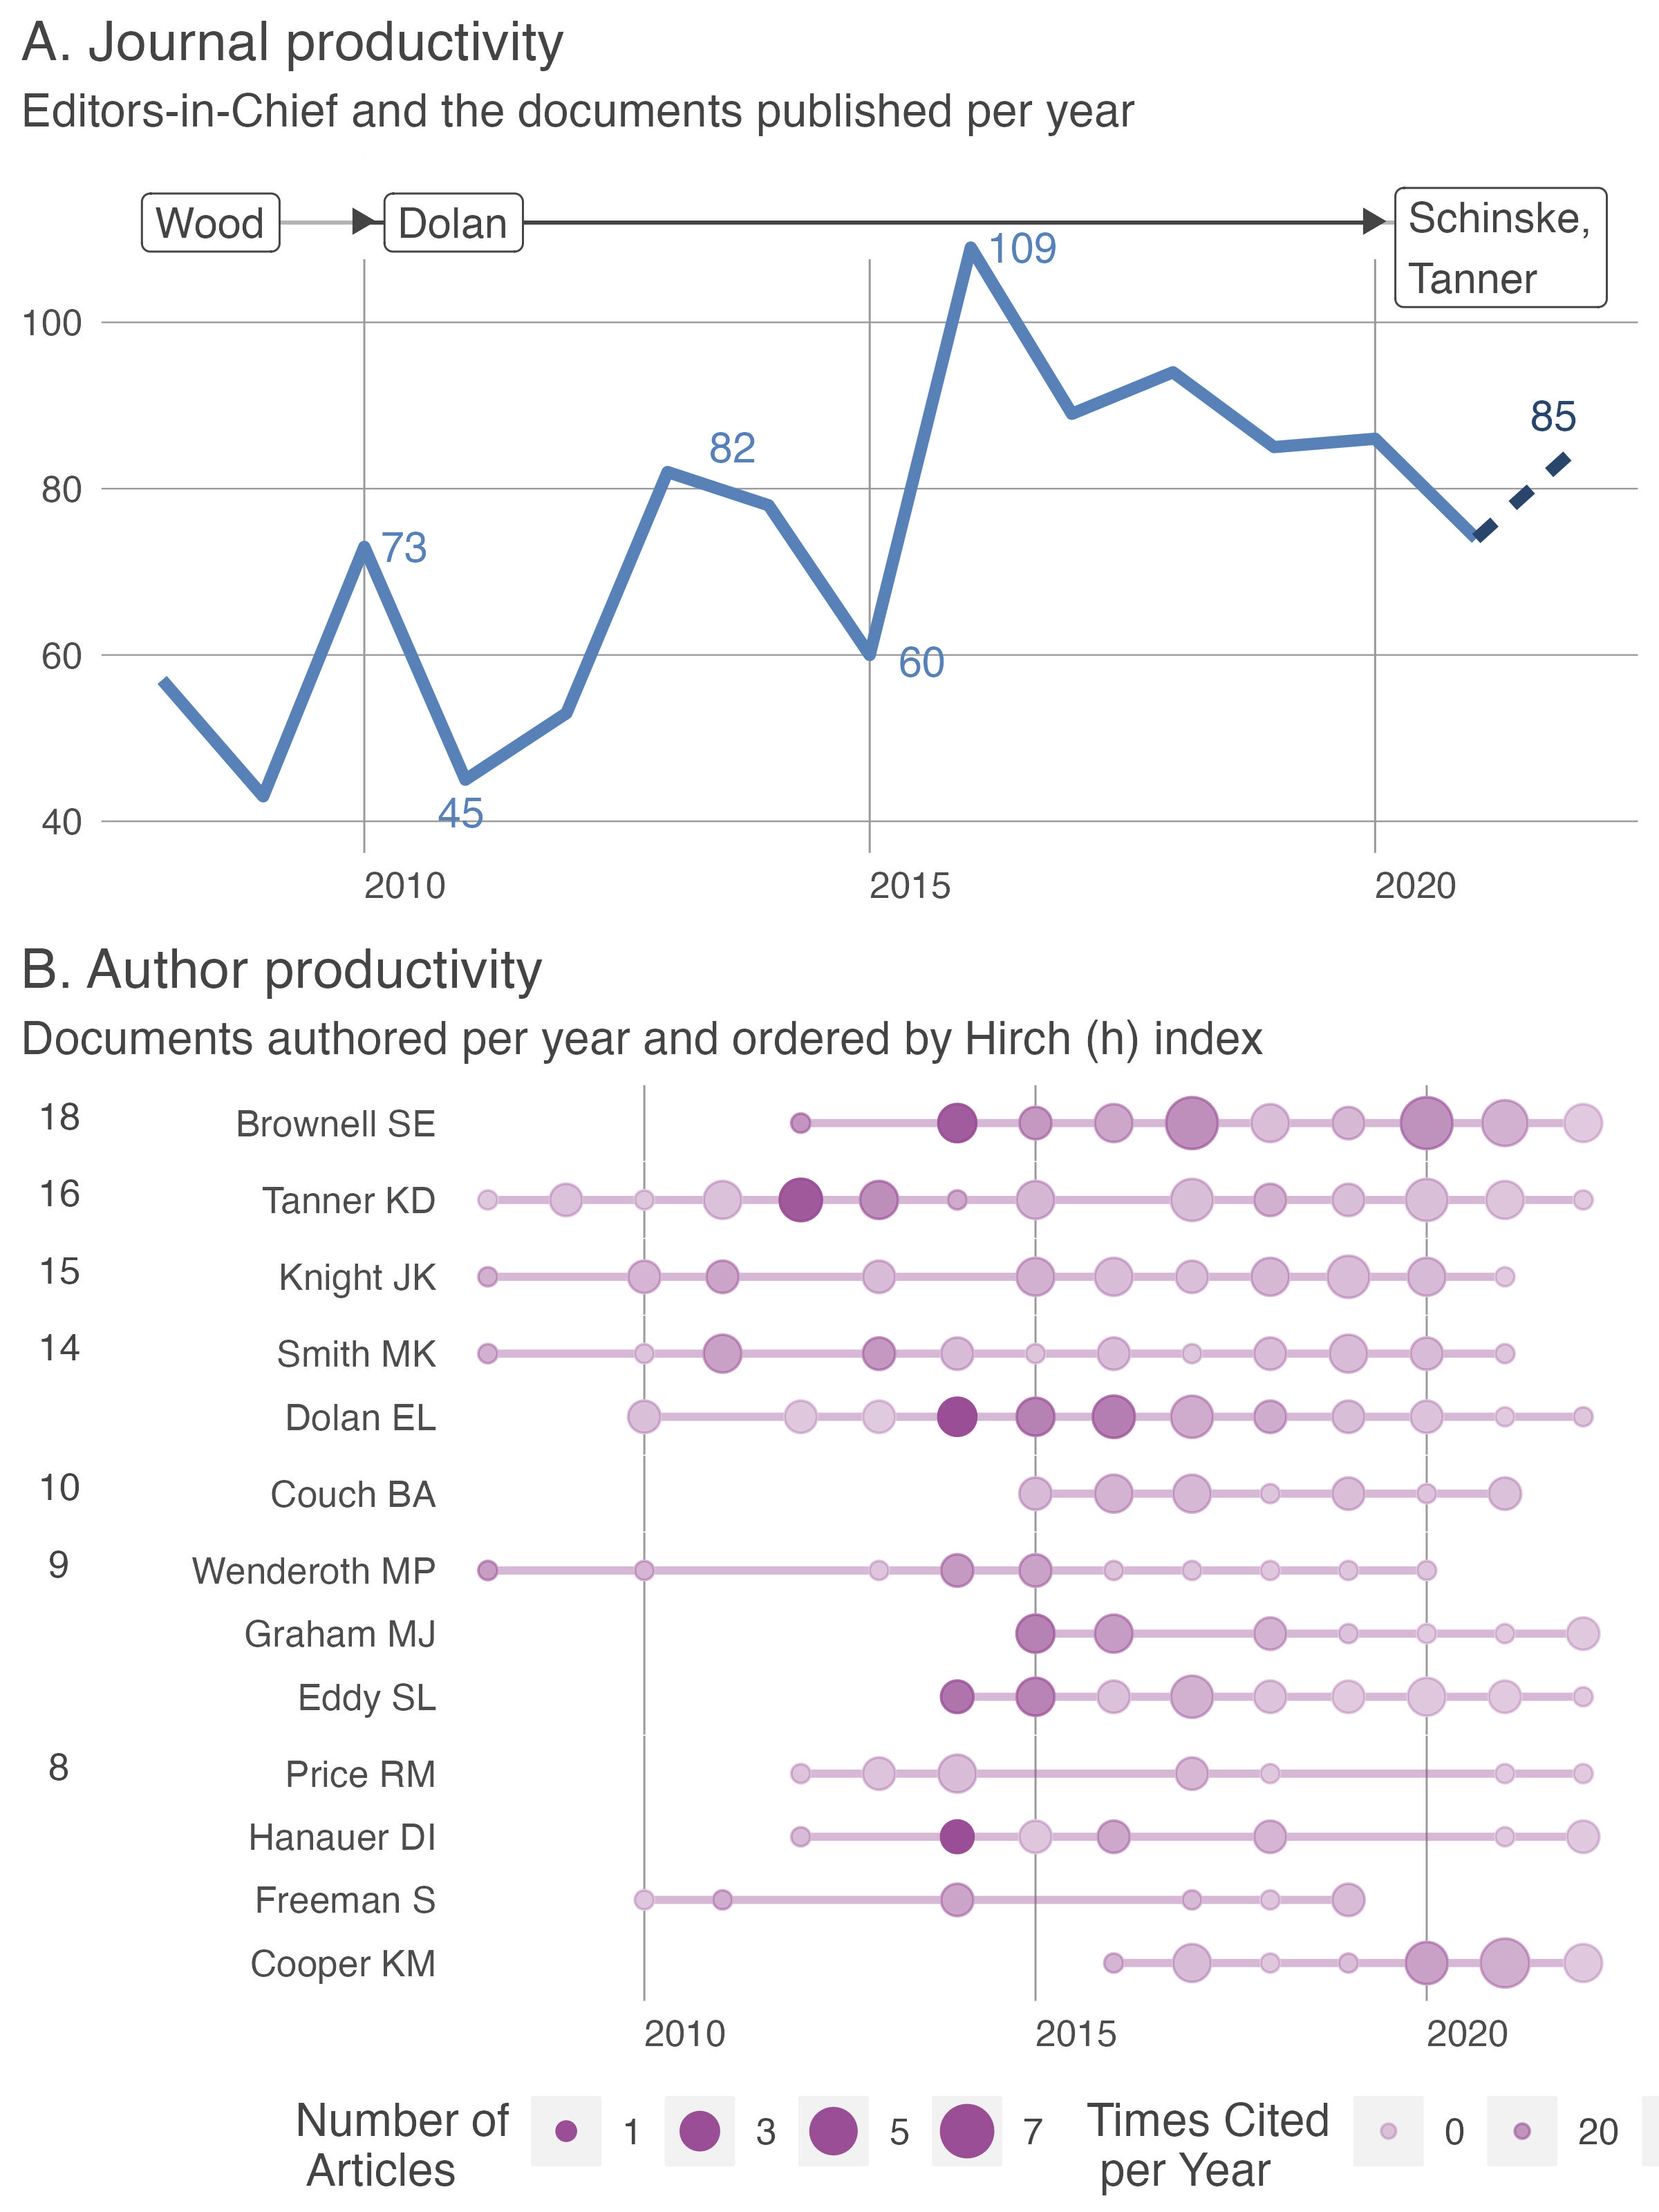 A. Journal productivity
Editors-in-Chief and the documents published per year
Wood
Dolan
Schinske,
Tanner
109
100
85
82
80
73
60
60
45
40
2010
2015
2020
B. Author productivity
Documents authored per year and ordered by Hirch (h) index
18 Brownell SE
16 Tanner KD
15 Knight JK
14 Smith MK
Dolan EL
10 Couch BA
9 Wenderoth MP
Graham MJ
Eddy SL
8 Price RM
Hanauer DI
Freeman S
Cooper KM
2010 2015 2020
Number of
Articles
1 3 5 7
Times Cited
per Year
0 20